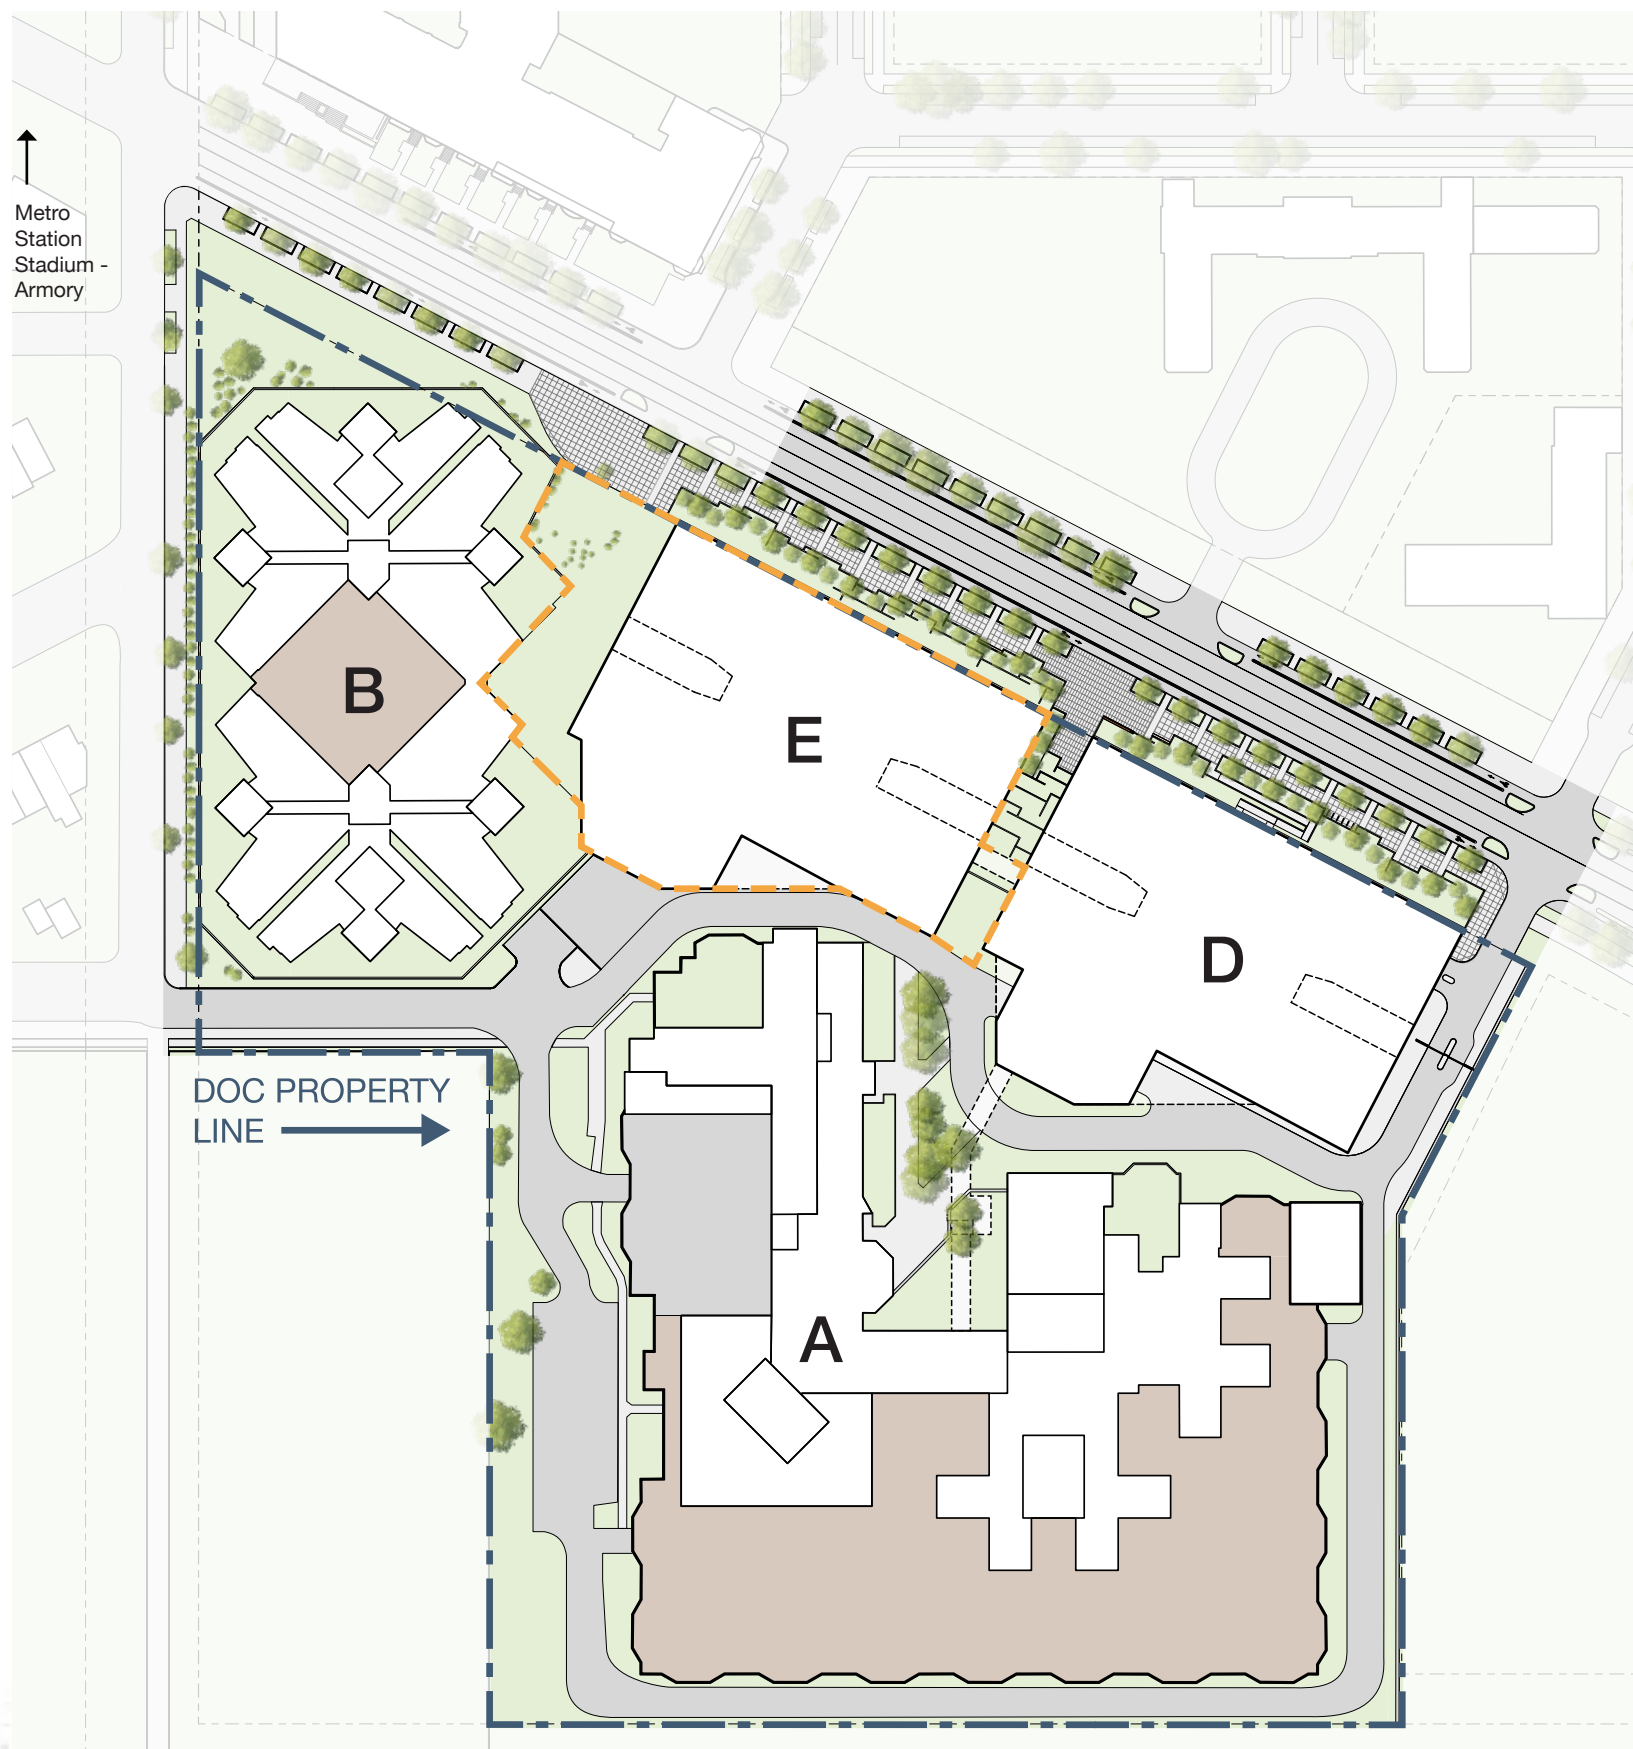 Metro
Station
Stadium -
Armory
B
E
D
DOC PROPERTY
LINE
A